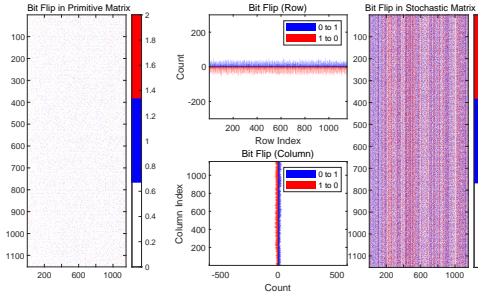 Bit Flip in Primitive Matrix
100
200
300
400
500
600
700
800
900
1000
1100
200 600 1000
2
1.8
1.6
1.4
1.2
1
0.8
0.6
0.4
0.2
0
Bit Flip (Row)
0 to 1
1 to 0
Count
200
0
-200
200 600 1000
Row Index
Bit Flip (Column)
0 to 1
1 to 0
Column Index
1000
800
600
400
200
-500 0 500
Count
Bit Flip in Stochastic Matrix
100
200
300
400
500
600
700
800
900
1000
1100
200 600 1000